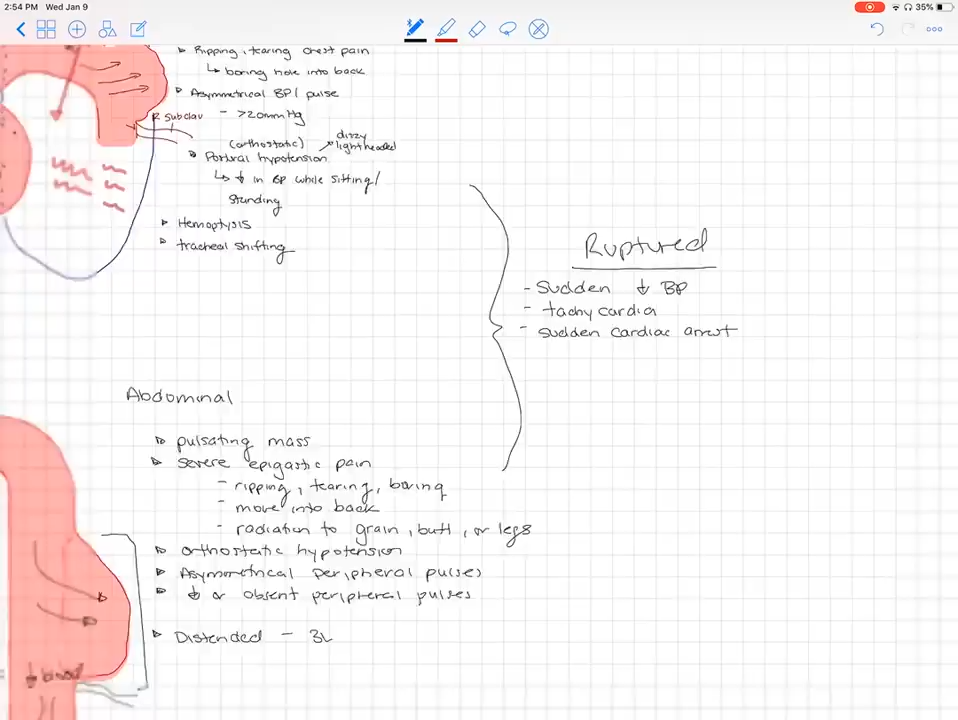 2:54 PM Wed Jan 9
35%
Ripping, tearing chest pain
↳ boring hole into back
Asymmetrical BP/ pulse
- >20mmHg
R Subclav
(orthostatic) ↗ dizzy
lightheaded
Postural hypotension
↳ ↓ in BP while sitting/
standing
Hemoptysis
tracheal shifting
Ruptured
- Sudden ↓ BP
- tachycardia
- sudden cardiac arrest
Abdominal
pulsating mass
severe epigastic pain
- ripping, tearing, boring
- move into back
- radiation to grain, butt, or legs
orthostatic hypotension
Asymmetrical peripheral pulses
↓ or absent peripheral pulses
Distended - 3L
↓ blood